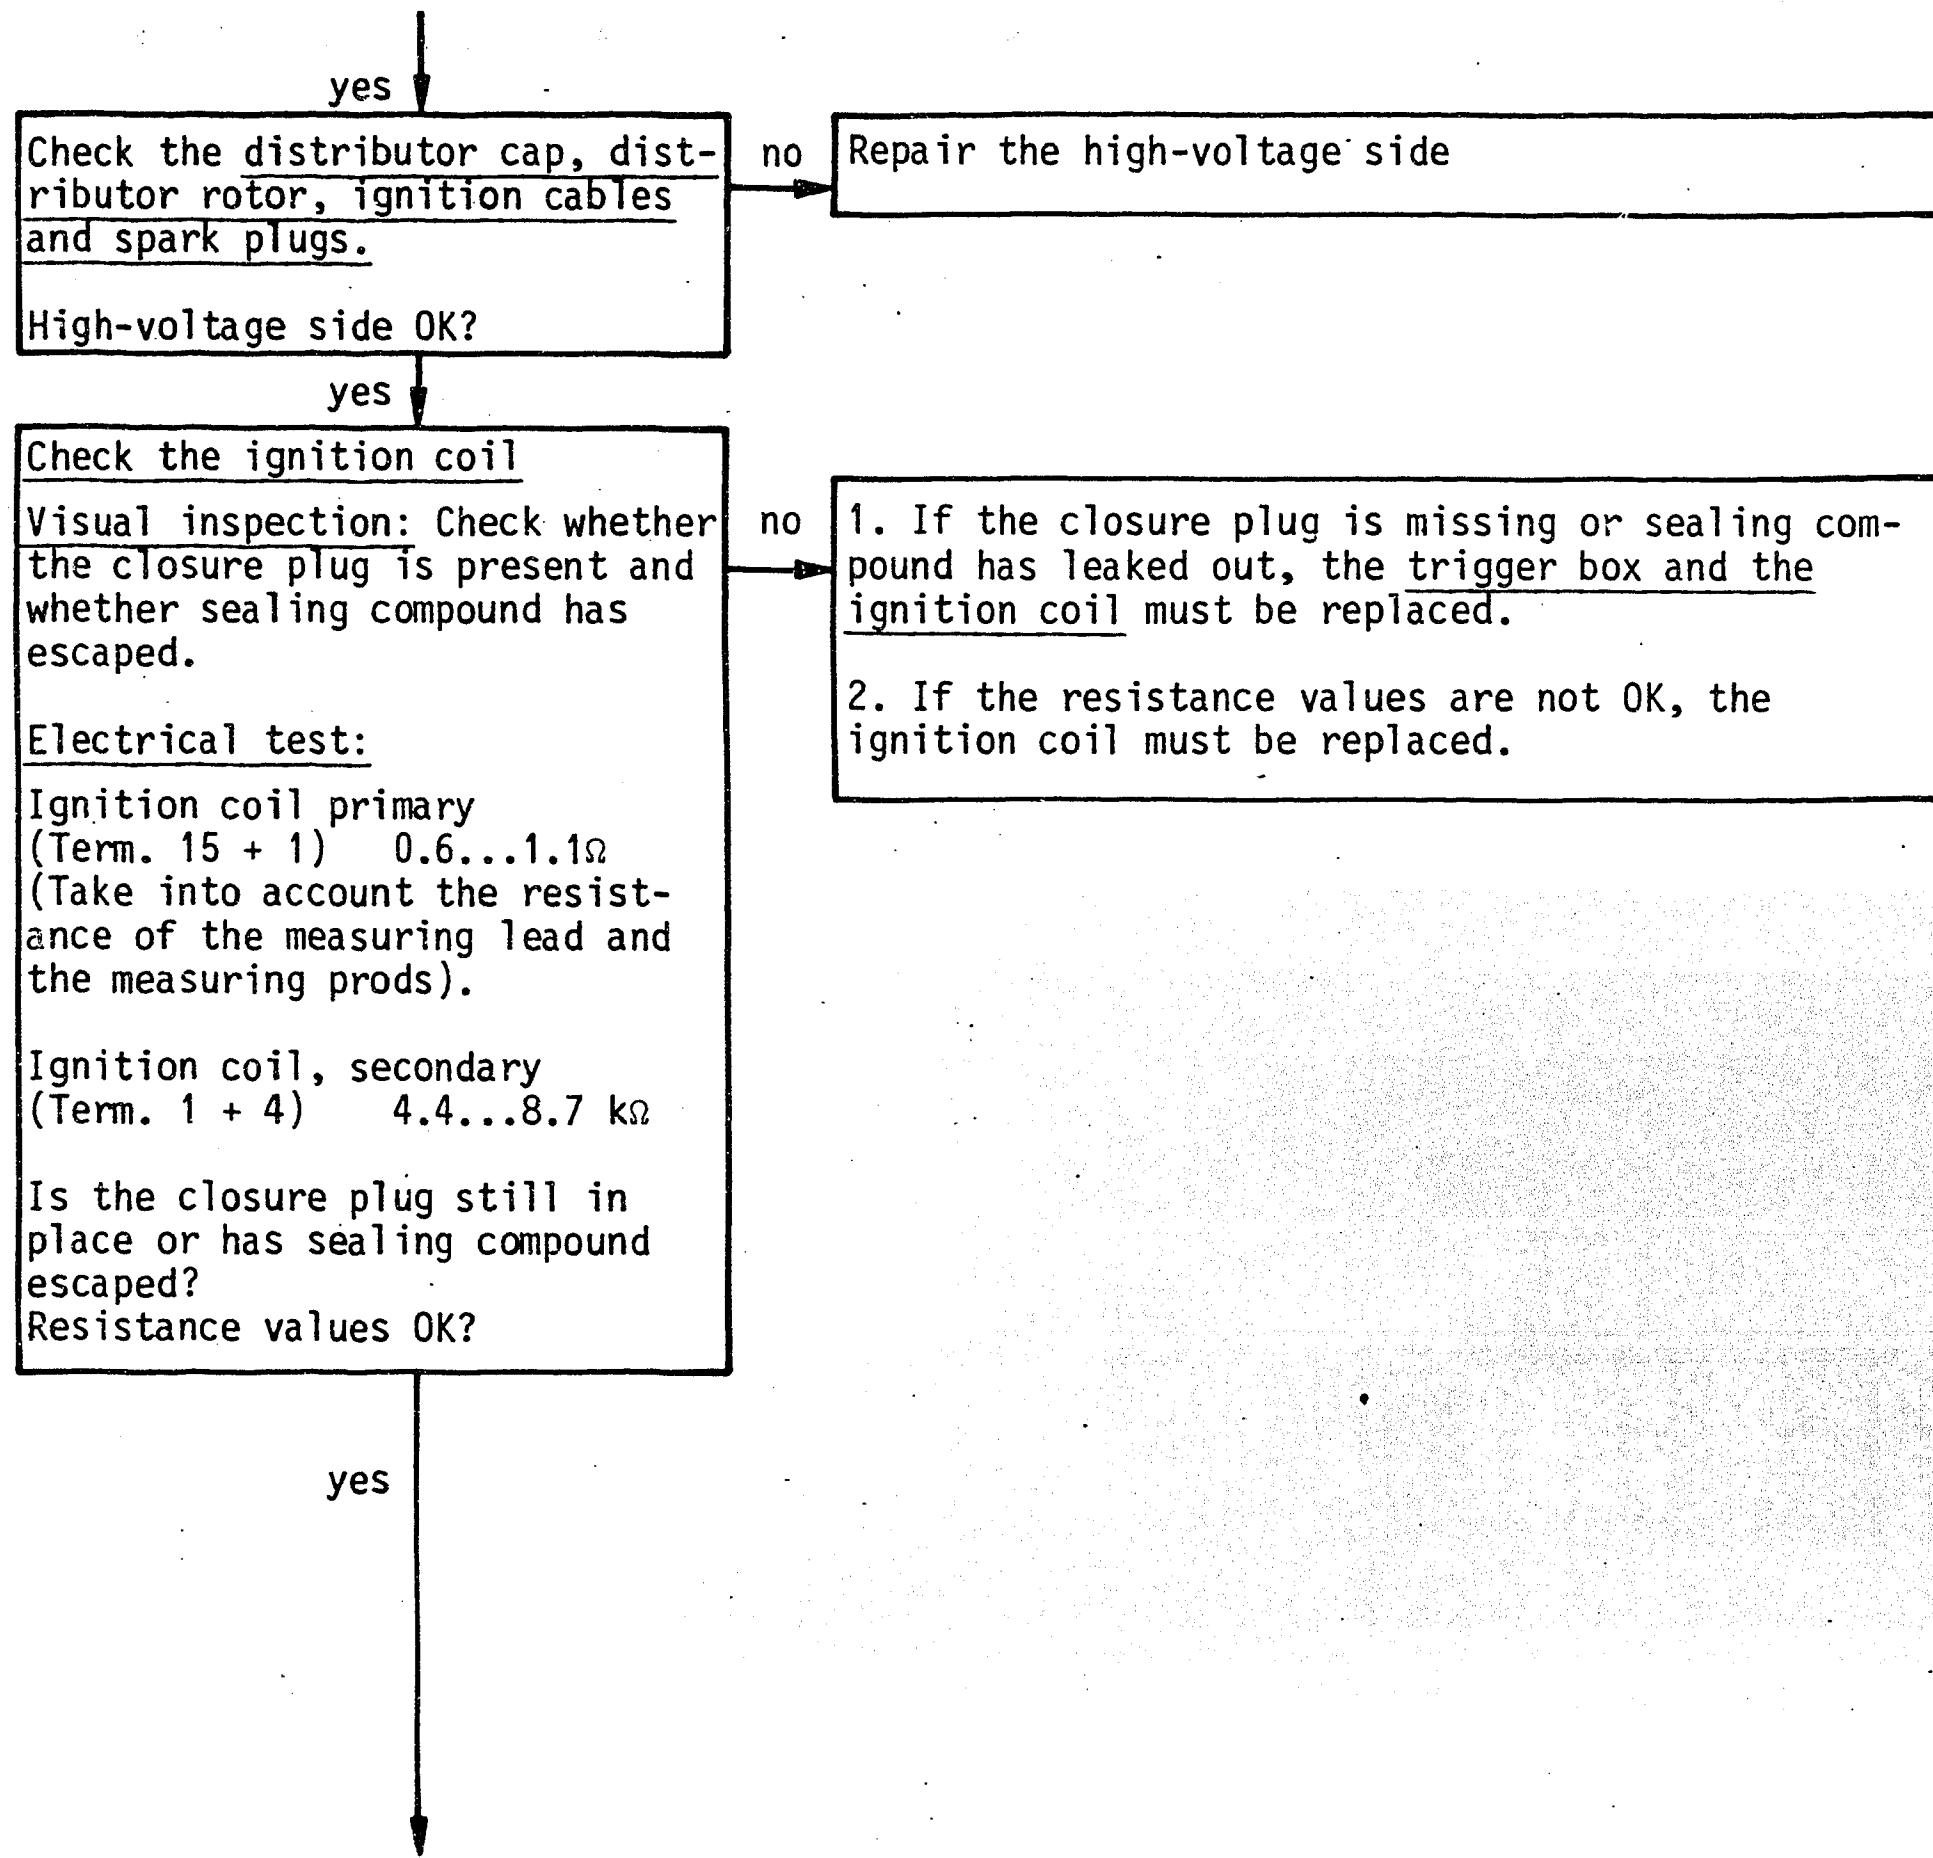 yes
Check the distributor cap, dist-
ributor rotor, ignition cables
and spark plugs.
High-voltage side OK?
no
Repair the high-voltage side
yes
Check the ignition coil
Visual inspection: Check whether
the closure plug is present and
whether sealing compound has
escaped.
Electrical test:
Ignition coil primary
(Term. 15 + 1) 0.6...1.1Ω
(Take into account the resist-
ance of the measuring lead and
the measuring prods).
Ignition coil, secondary
(Term. 1 + 4) 4.4...8.7 kΩ
Is the closure plug still in
place or has sealing compound
escaped?
Resistance values OK?
no
1. If the closure plug is missing or sealing com-
pound has leaked out, the trigger box and the
ignition coil must be replaced.
2. If the resistance values are not OK, the
ignition coil must be replaced.
yes